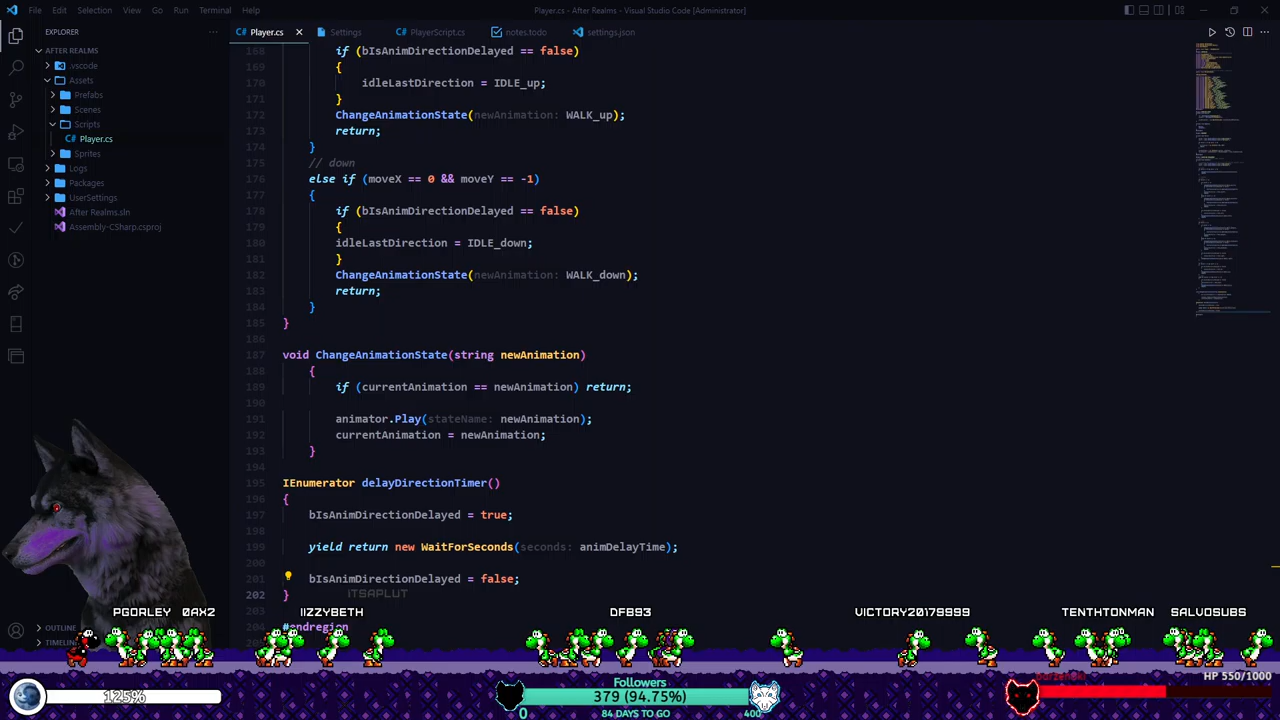 File Edit Selection View Go Run Terminal Help
Player.cs - After Realms - Visual Studio Code [Administrator]
EXPLORER
Player.cs
Settings
PlayerScript.cs
notes.todo
settings.json
AFTER REALMS
.vscode
Assets
Prefabs
Scenes
Scripts
Player.cs
Sprites
Logs
Packages
UserSettings
After Realms.sln
Assembly-CSharp.csproj
168 if (bIsAnimDirectionDelayed == false)
169 {
170 idleLastDirection = IDLE_up;
171 }
172 ChangeAnimationState(newAnimation: WALK_up);
173 return;
174 }
175 // down
176 else if (moveX == 0 && moveY == -1)
177 {
178 if (bIsAnimDirectionDelayed == false)
179 {
180 idleLastDirection = IDLE_down;
181 }
182 ChangeAnimationState(newAnimation: WALK_down);
183 return;
184 }
185 }
186
187 void ChangeAnimationState(string newAnimation)
188 {
189 if (currentAnimation == newAnimation) return;
190
191 animator.Play(stateName: newAnimation);
192 currentAnimation = newAnimation;
193 }
194
195 IEnumerator delayDirectionTimer()
196 {
197 bIsAnimDirectionDelayed = true;
198
199 yield return new WaitForSeconds(seconds: animDelayTime);
200
201 bIsAnimDirectionDelayed = false;
202 }
203
204 #endregion
OUTLINE
TIMELINE
ITSAPLUT
PGORLEY 0AX2 IIZZYBETH DFB93 VICTORY20179999 TENTHTONMAN SALVOSUBS
125%
Followers
379 (94.75%)
0 84 DAYS TO GO 400
HP 550/1000